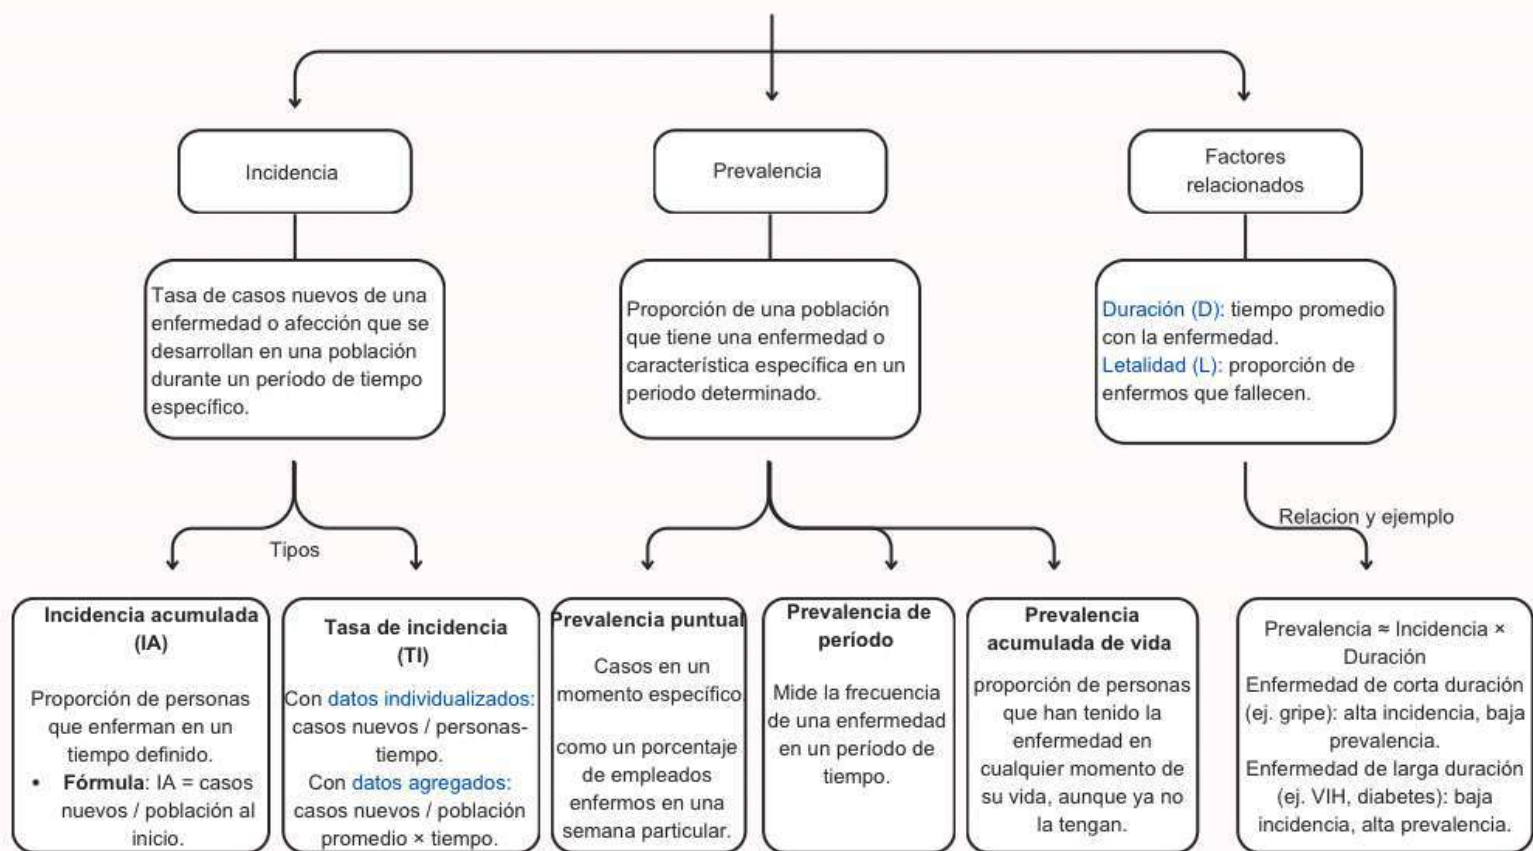 Incidencia
Prevalencia
Factores
relacionados
Tasa de casos nuevos de una
enfermedad o afección que se
desarrollan en una población
durante un período de tiempo
específico.
Proporción de una población
que tiene una enfermedad o
característica específica en un
periodo determinado.
Duración (D): tiempo promedio
con la enfermedad.
Letalidad (L): proporción de
enfermos que fallecen.
Tipos
Relacion y ejemplo
Incidencia acumulada
(IA)
Proporción de personas
que enferman en un
tiempo definido.
• Fórmula: IA = casos
nuevos / población al
inicio.
Tasa de incidencia
(TI)
Con datos individualizados:
casos nuevos / personas-
tiempo.
Con datos agregados:
casos nuevos / población
promedio × tiempo.
Prevalencia puntual
Casos en un
momento específico.
como un porcentaje
de empleados
enfermos en una
semana particular.
Prevalencia de
período
Mide la frecuencia
de una enfermedad
en un período de
tiempo.
Prevalencia
acumulada de vida
proporción de personas
que han tenido la
enfermedad en
cualquier momento de
su vida, aunque ya no
la tengan.
Prevalencia ≈ Incidencia ×
Duración
Enfermedad de corta duración
(ej. gripe): alta incidencia, baja
prevalencia.
Enfermedad de larga duración
(ej. VIH, diabetes): baja
incidencia, alta prevalencia.